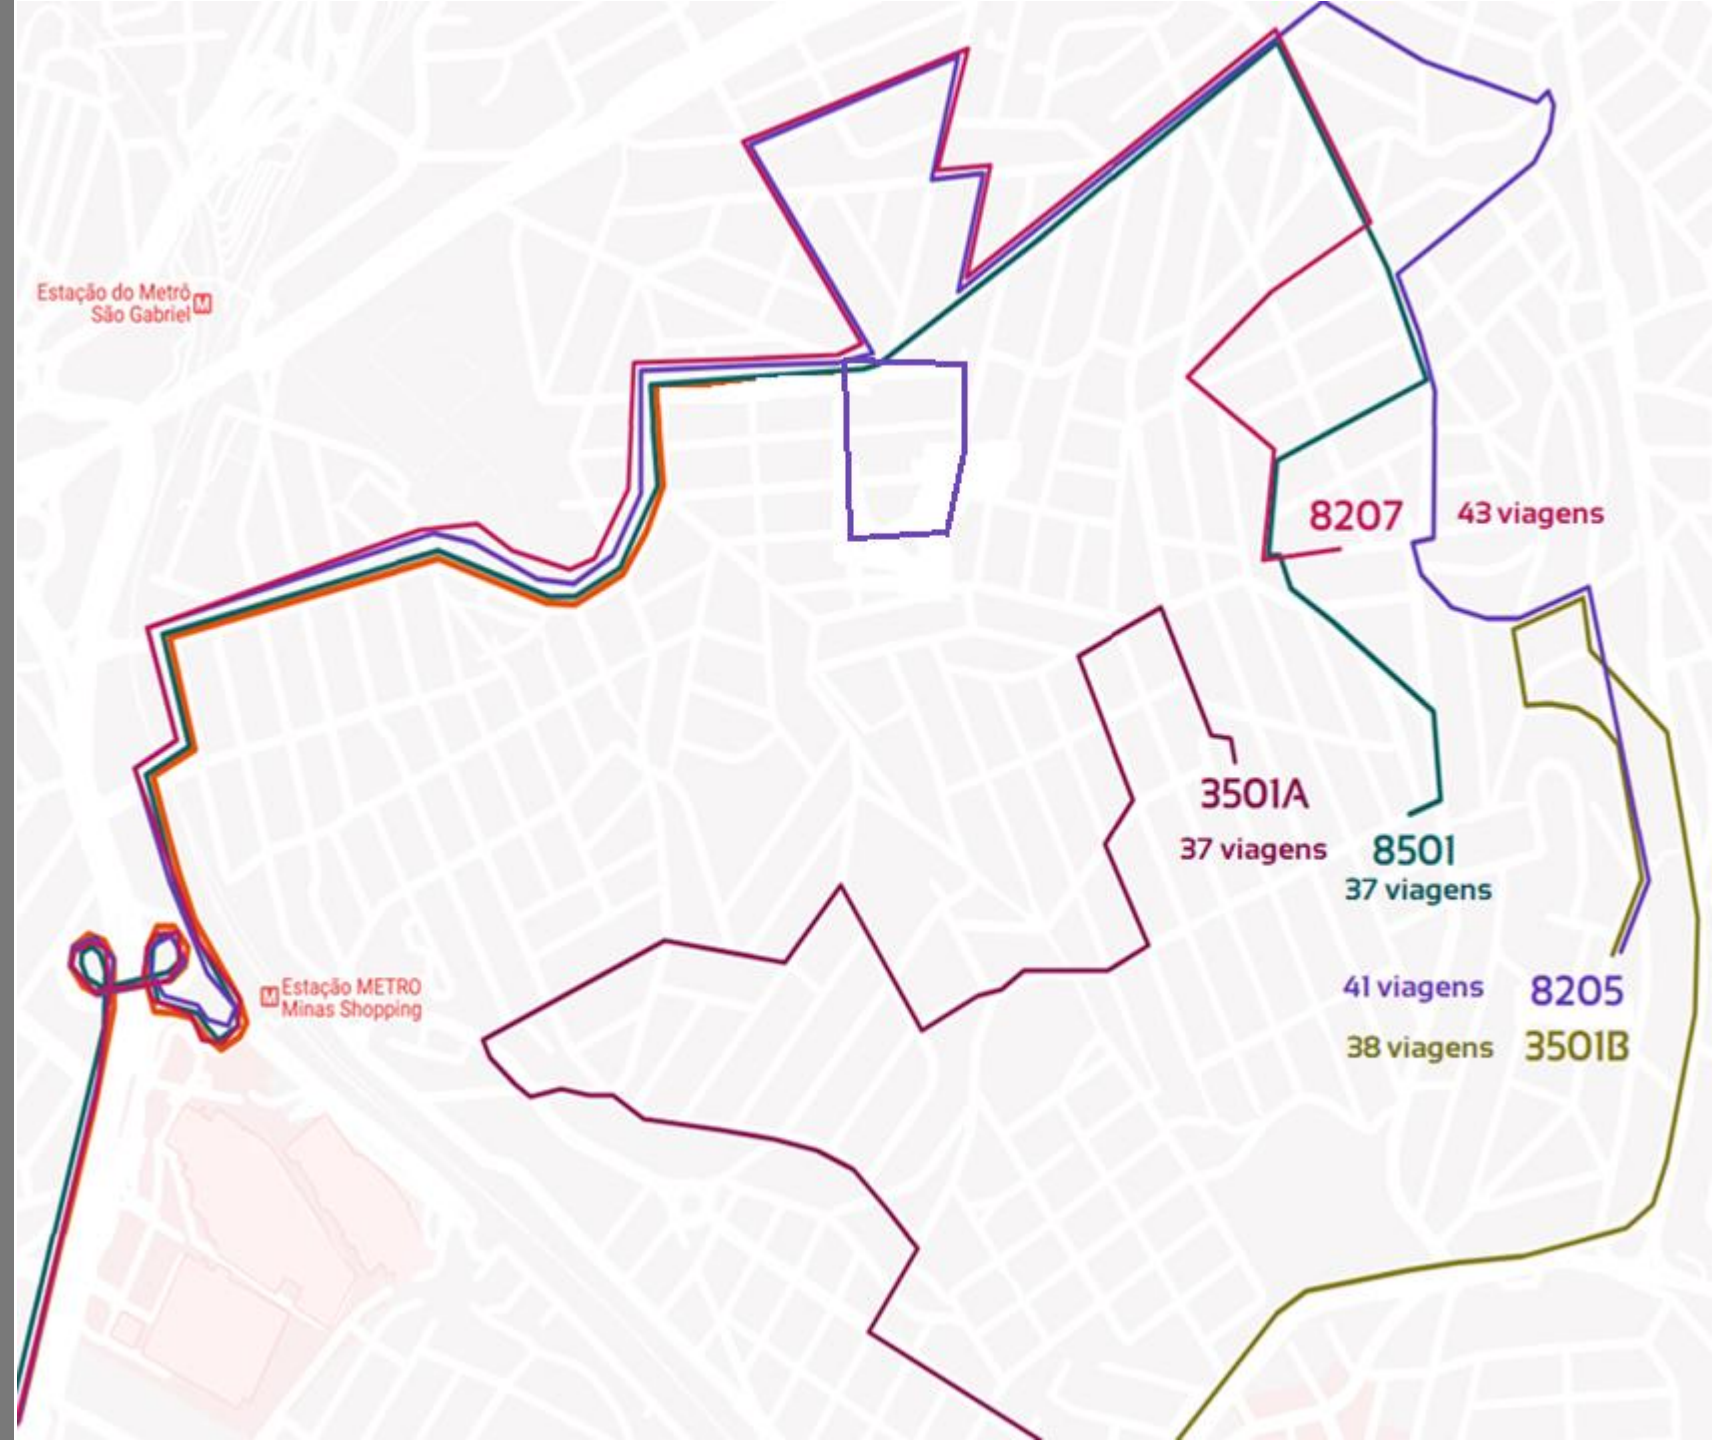 Estação do Metrô
São Gabriel M
8207 43 viagens
3501A
37 viagens
8501
37 viagens
M Estação METRO
Minas Shopping
41 viagens 8205
38 viagens 3501B